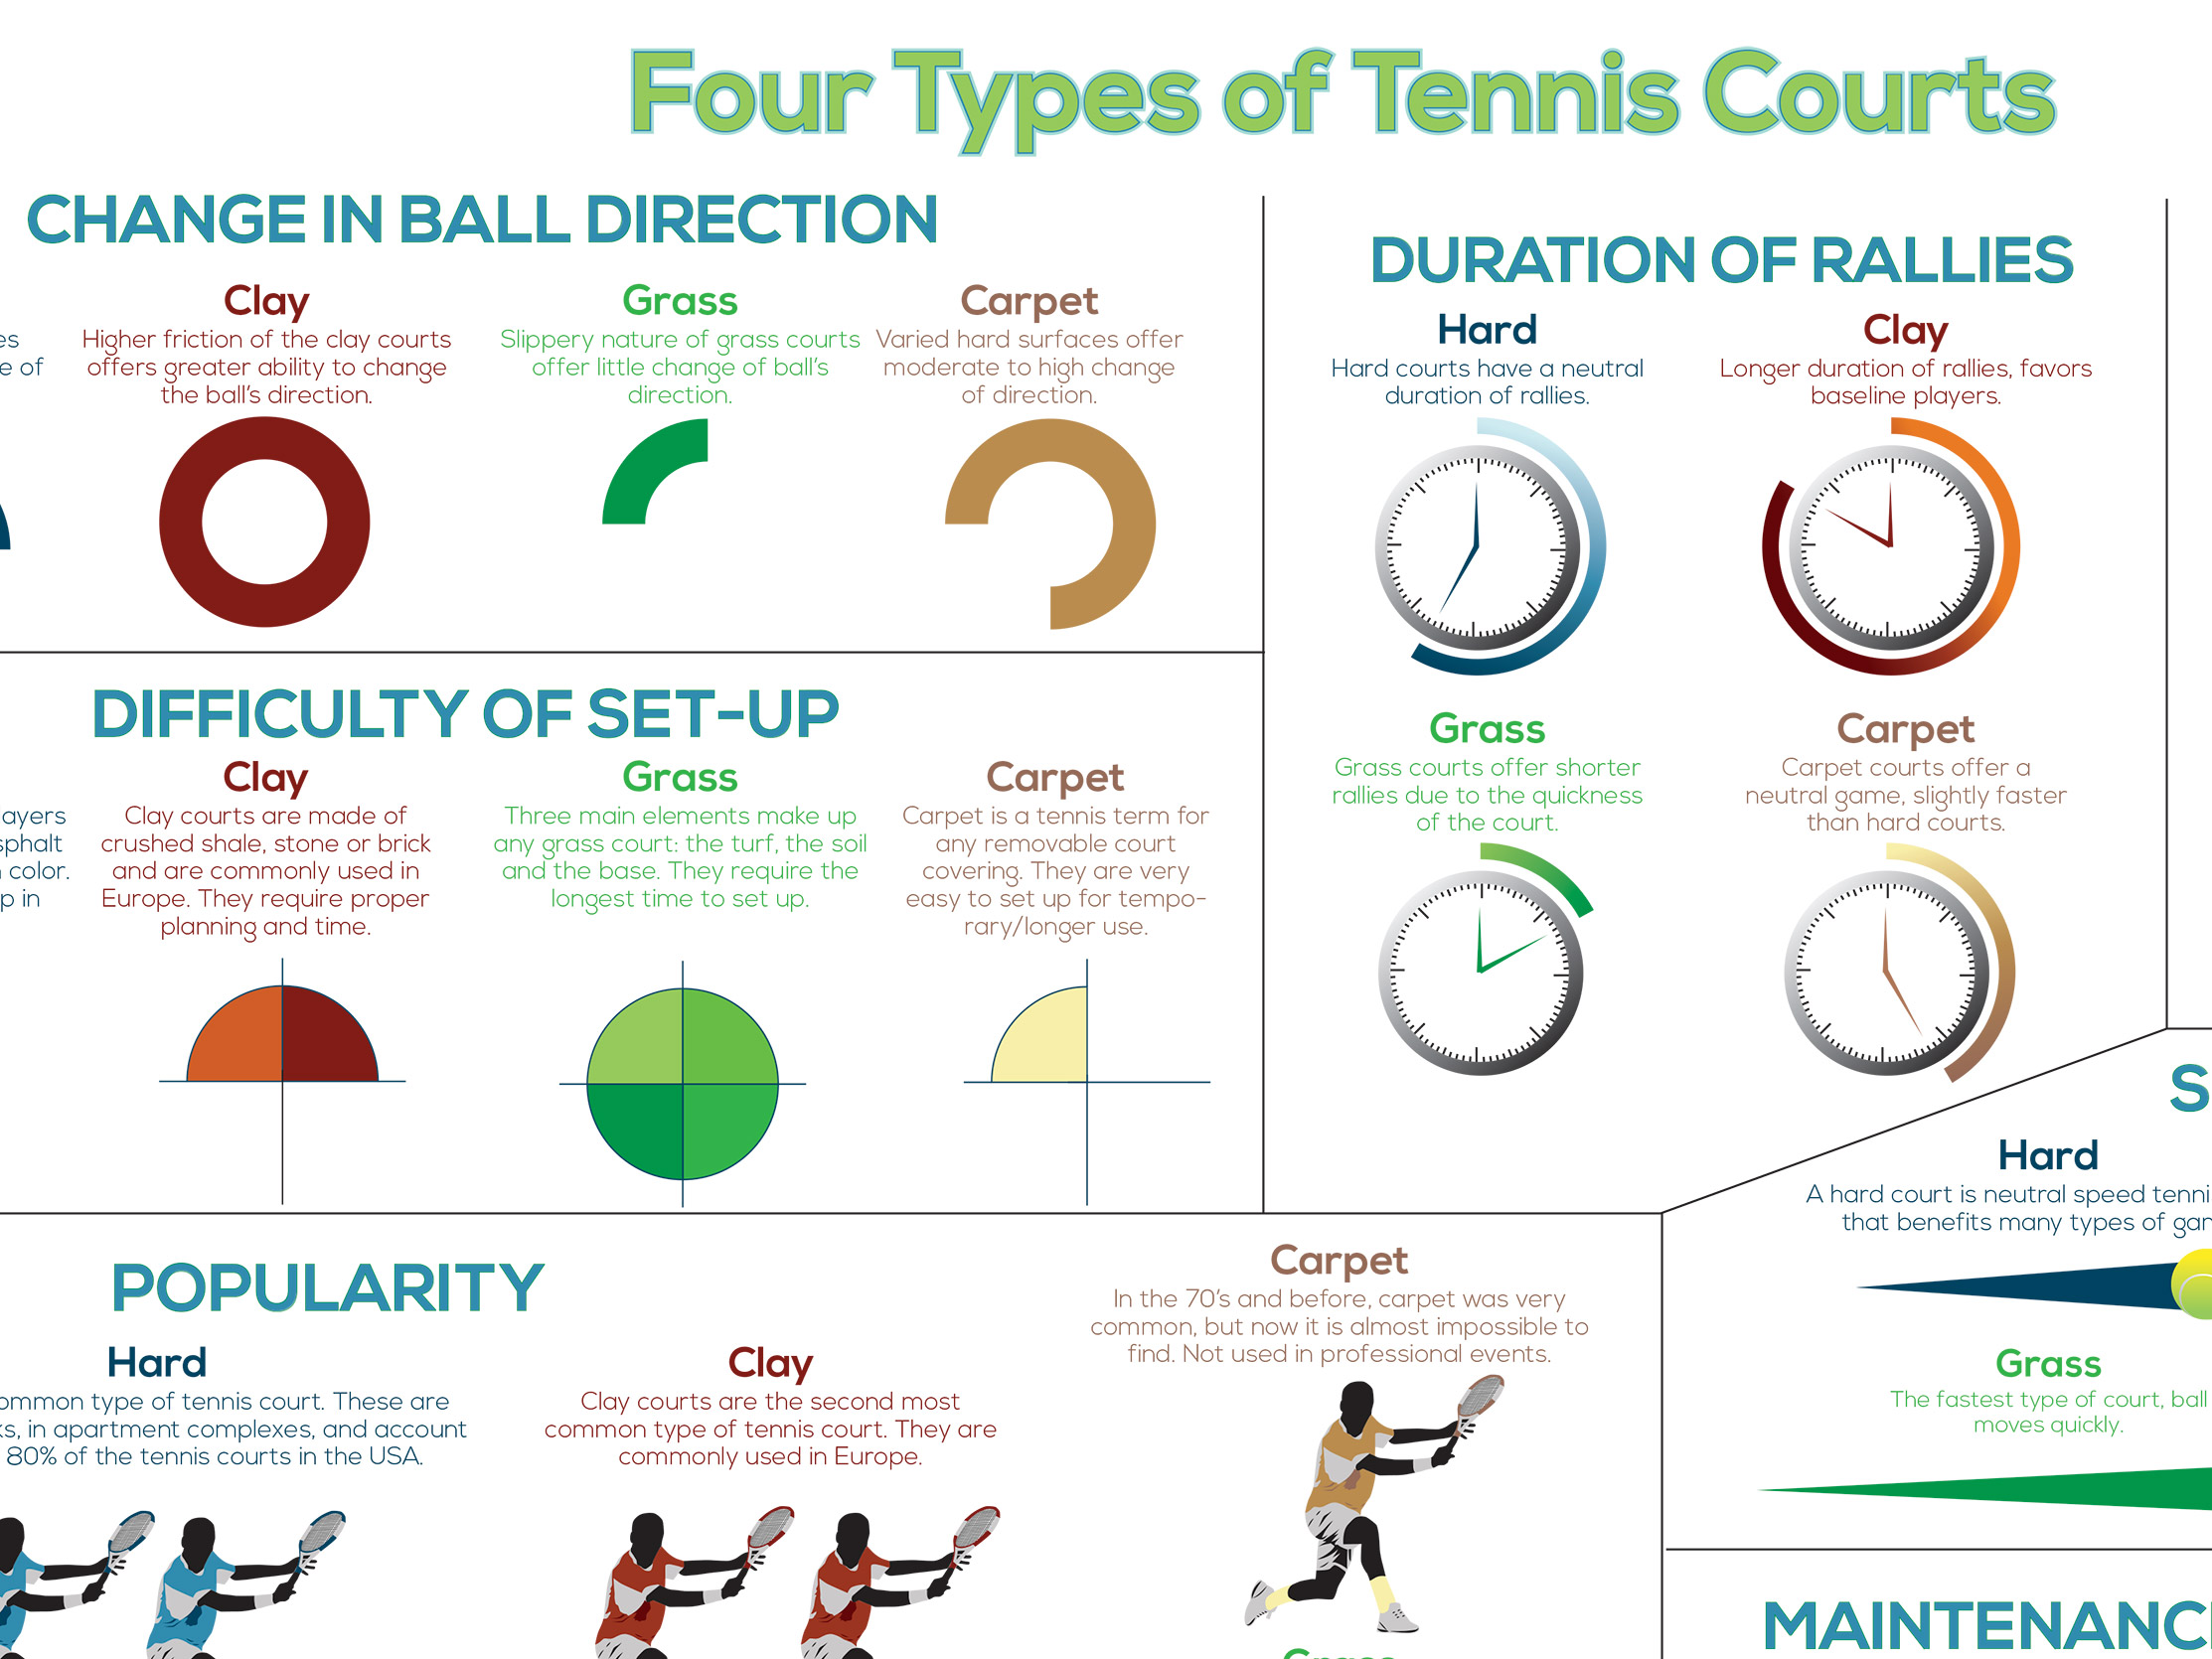 Four Types of Tennis Courts
CHANGE IN BALL DIRECTION
es
e of
Clay
Higher friction of the clay courts
offers greater ability to change
the ball's direction.
Grass
Slippery nature of grass courts
offer little change of ball's
direction.
Carpet
Varied hard surfaces offer
moderate to high change
of direction.
DURATION OF RALLIES
Hard
Hard courts have a neutral
duration of rallies.
Clay
Longer duration of rallies, favors
baseline players.
Grass
Grass courts offer shorter
rallies due to the quickness
of the court.
Carpet
Carpet courts offer a
neutral game, slightly faster
than hard courts.
DIFFICULTY OF SET-UP
ayers
sphalt
color.
p in
Clay
Clay courts are made of
crushed shale, stone or brick
and are commonly used in
Europe. They require proper
planning and time.
Grass
Three main elements make up
any grass court: the turf, the soil
and the base. They require the
longest time to set up.
Carpet
Carpet is a tennis term for
any removable court
covering. They are very
easy to set up for tempo-
rary/longer use.
POPULARITY
Hard
ommon type of tennis court. These are
ks, in apartment complexes, and account
80% of the tennis courts in the USA.
Clay
Clay courts are the second most
common type of tennis court. They are
commonly used in Europe.
Carpet
In the 70's and before, carpet was very
common, but now it is almost impossible to
find. Not used in professional events.
Grass
S
Hard
A hard court is neutral speed tenni
that benefits many types of gar
Grass
The fastest type of court, ball
moves quickly.
MAINTENANC